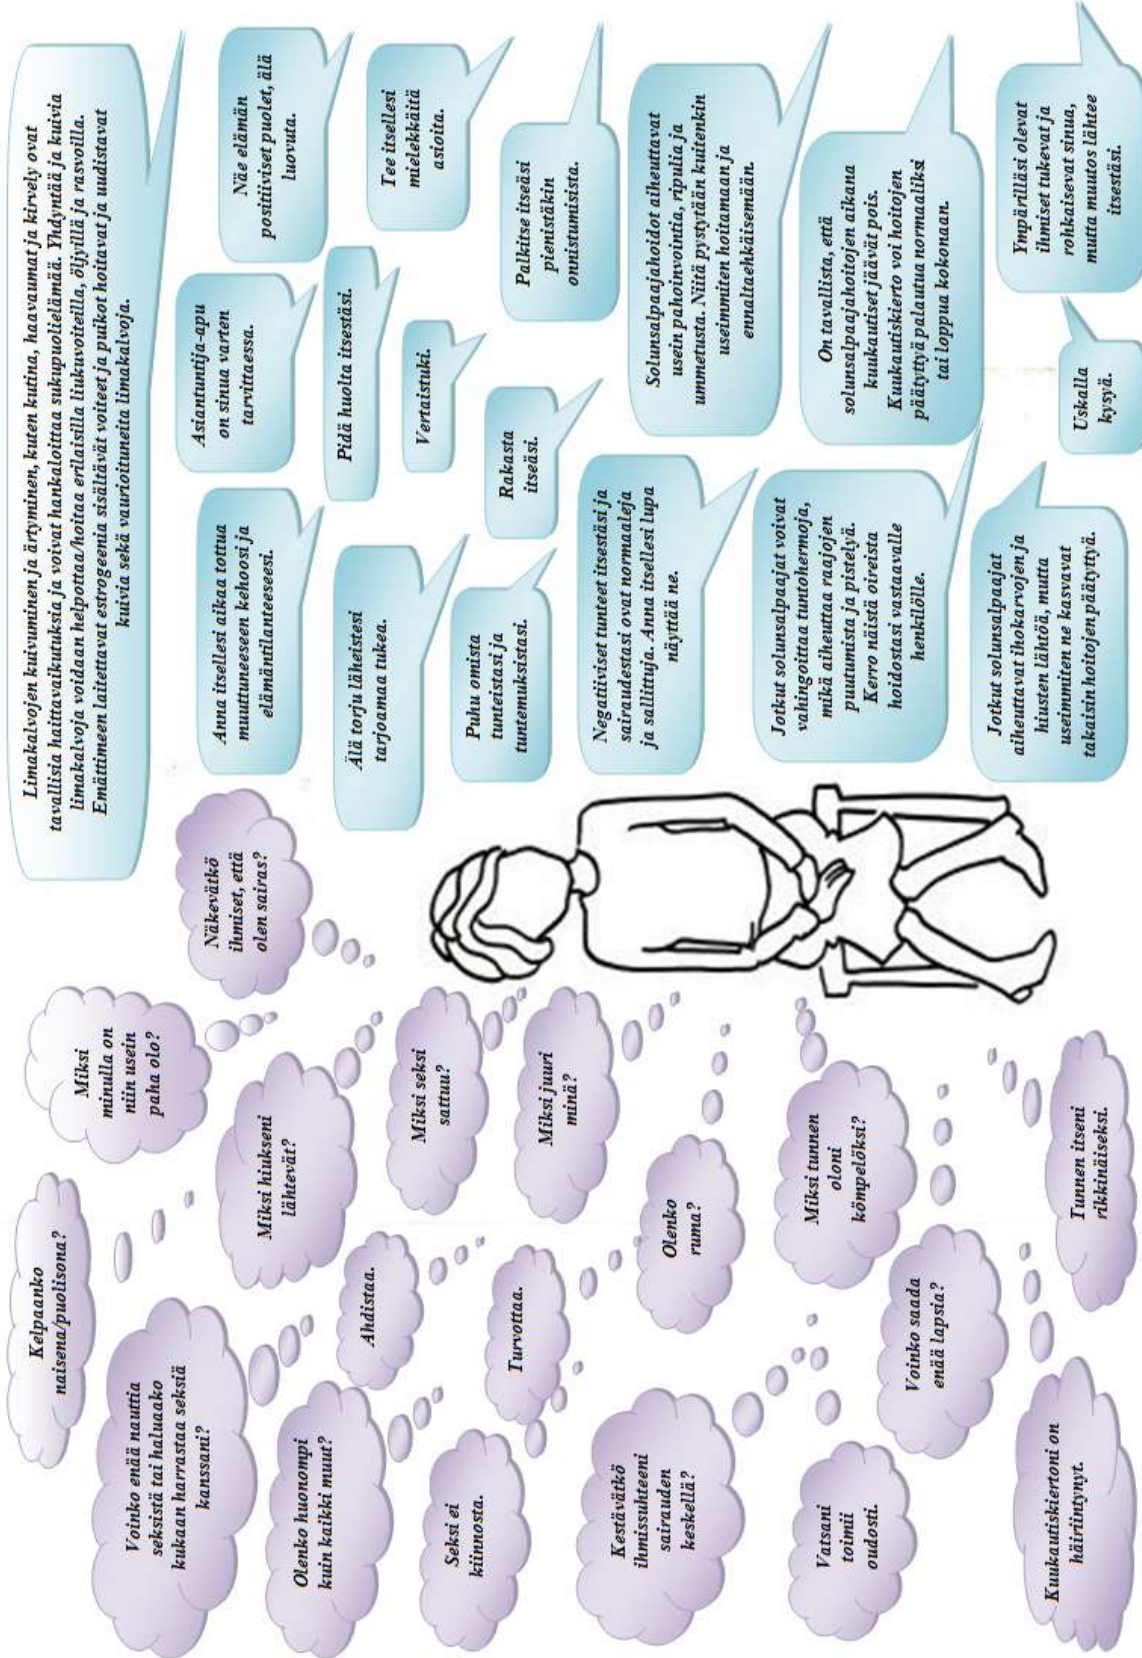 Kelpaanko
naisena/puolisona?
Miksi
minulla on
niin usein
paha olo?
Voinko enää nauttia
seksistä tai haluaako
kukaan harrastaa seksiä
kanssani?
Näkevätkö
ihmiset, että
olen sairas?
Miksi hiukseni
lähtevät?
Olenko huonompi
kuin kaikki muut?
Ahdistaa.
Miksi seksi
sattuu?
Seksi ei
kiinnosta.
Turvottaa.
Miksi juuri
minä?
Kestävätkö
ihmissuhteeni
sairauden
keskellä?
Olenko
ruma?
Vatsani
toimii
oudosti.
Miksi tunnen
oloni
kömpelöksi?
Voinko saada
enää lapsia?
Kuukautiskiertoni on
häiriintynyt.
Tunnen itseni
rikkinäiseksi.
Limakalvojen kuivuminen ja ärtyminen, kuten kutina, haavaumat ja kirvely ovat
tavallisia haittavaikutuksia ja voivat hankaloittaa sukupuolielämää. Yhdyntää ja kuivia
limakalvoja voidaan helpottaa/hoitaa erilaisilla liukuvoiteilla, öljyillä ja rasvoilla.
Emättimeen laitettavat estrogeenia sisältävät voiteet ja puikot hoitavat ja uudistavat
kuivia sekä vaurioituneita limakalvoja.
Anna itsellesi aikaa tottua
muuttuneeseen kehoosi ja
elämäntilanteeseesi.
Asiantuntija-apu
on sinua varten
tarvittaessa.
Näe elämän
positiiviset puolet, älä
luovuta.
Älä torju läheistesi
tarjoamaa tukea.
Pidä huolta itsestäsi.
Tee itsellesi
mielekkäitä
asioita.
Vertaistuki.
Puhu omista
tunteistasi ja
tuntemuksistasi.
Rakasta
itseäsi.
Palkitse itseäsi
pienistäkin
onnistumisista.
Negatiiviset tunteet itsestäsi ja
sairaudestasi ovat normaaleja
ja sallittuja. Anna itsellesi lupa
näyttää ne.
Solunsalpaajahoidot aiheuttavat
usein pahoinvointia, ripulia ja
ummetusta. Niitä pystytään kuitenkin
useimmiten hoitamaan ja
ennaltaehkäisemään.
Jotkut solunsalpaajat voivat
vahingoittaa tuntohermoja,
mikä aiheuttaa raajojen
puutumista ja pistelyä.
Kerro näistä oireista
hoidostasi vastaavalle
henkilölle.
On tavallista, että
solunsalpaajahoitojen aikana
kuukautiset jäävät pois.
Kuukautiskierto voi hoitojen
päätyttyä palautua normaaliksi
tai loppua kokonaan.
Jotkut solunsalpaajat
aiheuttavat ihokarvojen ja
hiusten lähtöä, mutta
useimmiten ne kasvavat
takaisin hoitojen päätyttyä.
Uskalla
kysyä.
Ympärilläsi olevat
ihmiset tukevat ja
rohkaisevat sinua,
mutta muutos lähtee
itsestäsi.